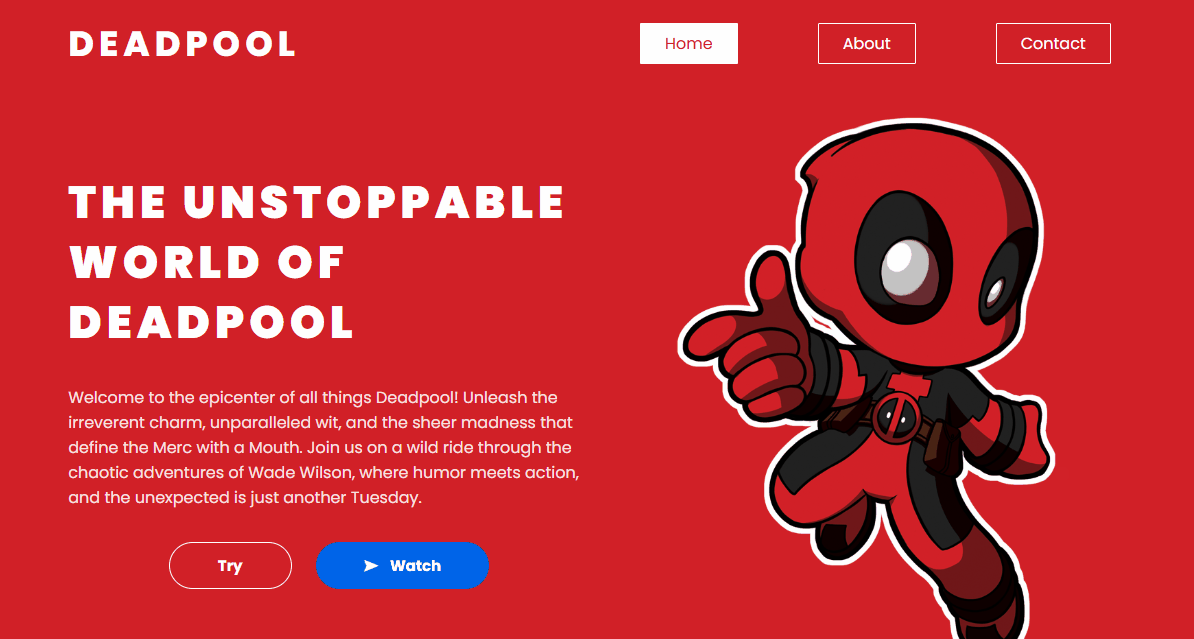 DEADPOOL
Home
About
Contact
THE UNSTOPPABLE
WORLD OF
DEADPOOL
Welcome to the epicenter of all things Deadpool! Unleash the
irreverent charm, unparalleled wit, and the sheer madness that
define the Merc with a Mouth. Join us on a wild ride through the
chaotic adventures of Wade Wilson, where humor meets action,
and the unexpected is just another Tuesday.
Try
Watch